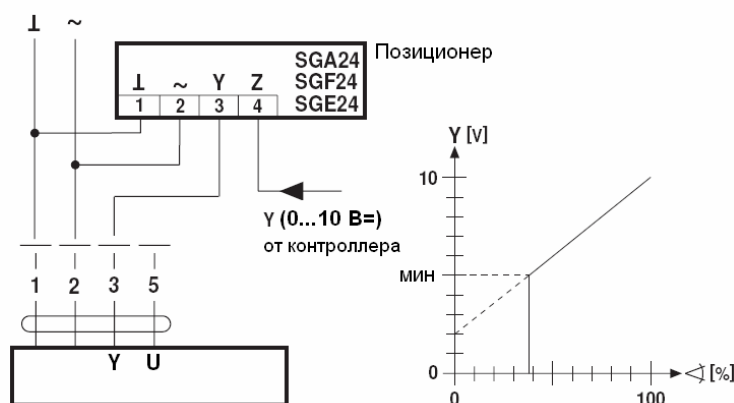 ⊥ ~
Позиционер
SGA24
SGF24
SGE24
⊥ ~ Y Z
1 2 3 4
Y (0...10 В=)
от контроллера
1 2 3 5
Y U
Y [V]
10
мин
0
0 100
[%]